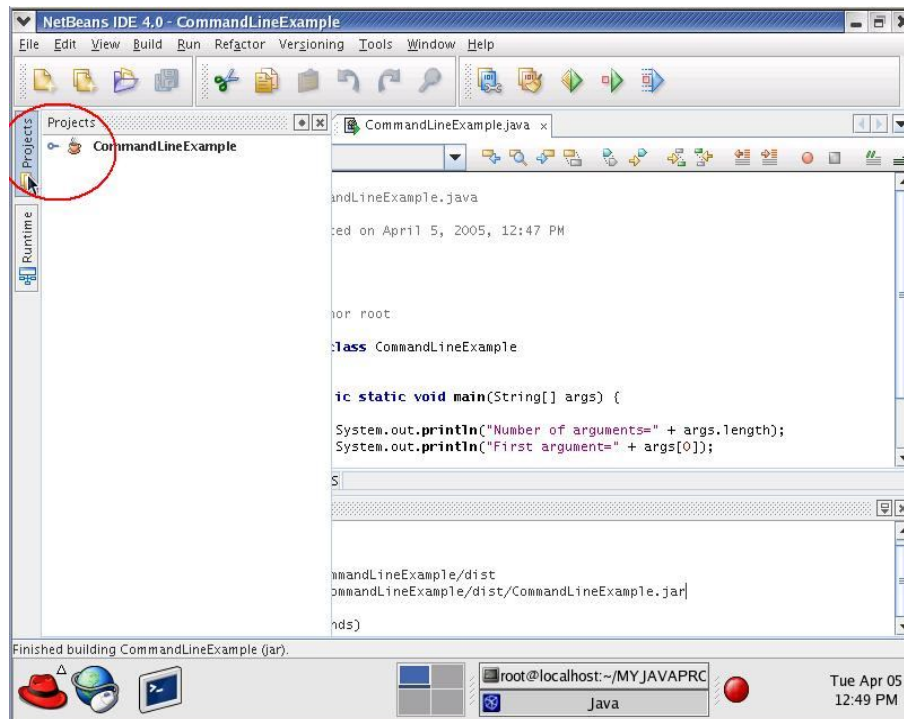 NetBeans IDE 4.0 - CommandLineExample
File Edit View Build Run Refactor Versioning Tools Window Help
Projects
Runtime
Projects
CommandLineExample
CommandLineExample.java
andLineExample.java
ted on April 5, 2005, 12:47 PM
hor root
class CommandLineExample
ic static void main(String[] args) {
System.out.println("Number of arguments=" + args.length);
System.out.println("First argument=" + args[0]);
S
mmandLineExample/dist
ommandLineExample/dist/CommandLineExample.jar
nds)
Finished building CommandLineExample (jar).
root@localhost:~/MYJAVAPRC
Java
Tue Apr 05
12:49 PM